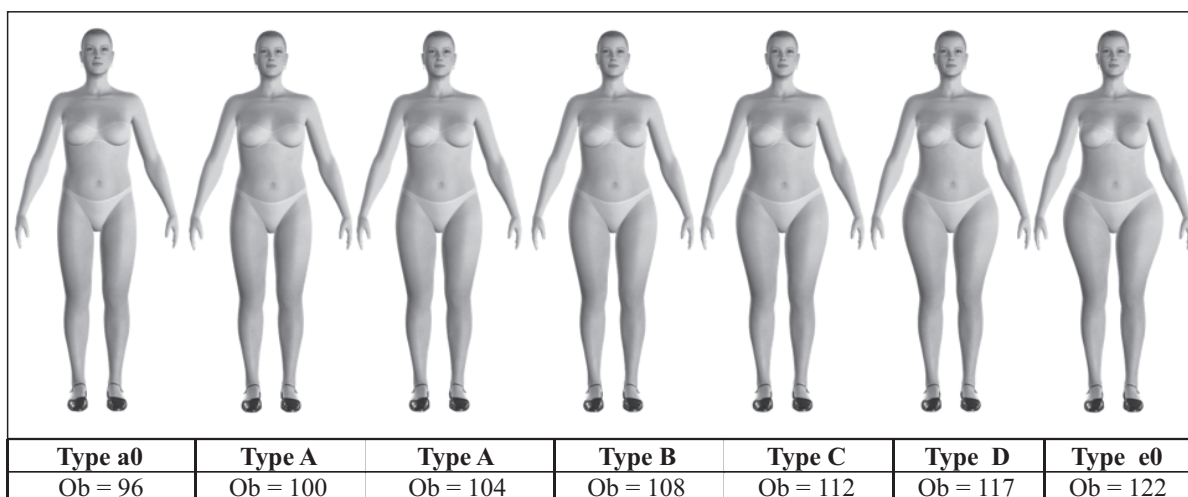 Type a0 Type A Type A Type B Type C Type D Type e0
Ob = 96 Ob = 100 Ob = 104 Ob = 108 Ob = 112 Ob = 117 Ob = 122